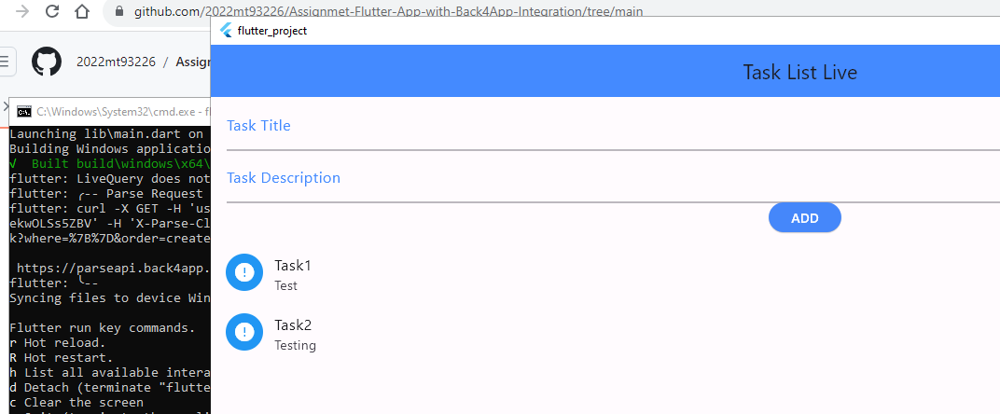 github.com/2022mt93226/Assignmet-Flutter-App-with-Back4App-Integration/tree/main
flutter_project
2022mt93226 / Assig
Task List Live
C:\Windows\System32\cmd.exe - fl
Task Title
Task Description
ADD
Task1
Test
Task2
Testing
Launching lib\main.dart on
Building Windows applicatio
√ Built build\windows\x64\
flutter: LiveQuery does not
flutter: ╭-- Parse Request
flutter: curl -X GET -H 'us
ekwOLSs5ZBV' -H 'X-Parse-Cl
k?where=%7B%7D&order=create
https://parseapi.back4app.
flutter: ╰--
Syncing files to device Win
Flutter run key commands.
r Hot reload.
R Hot restart.
h List all available intera
d Detach (terminate "flutte
c Clear the screen